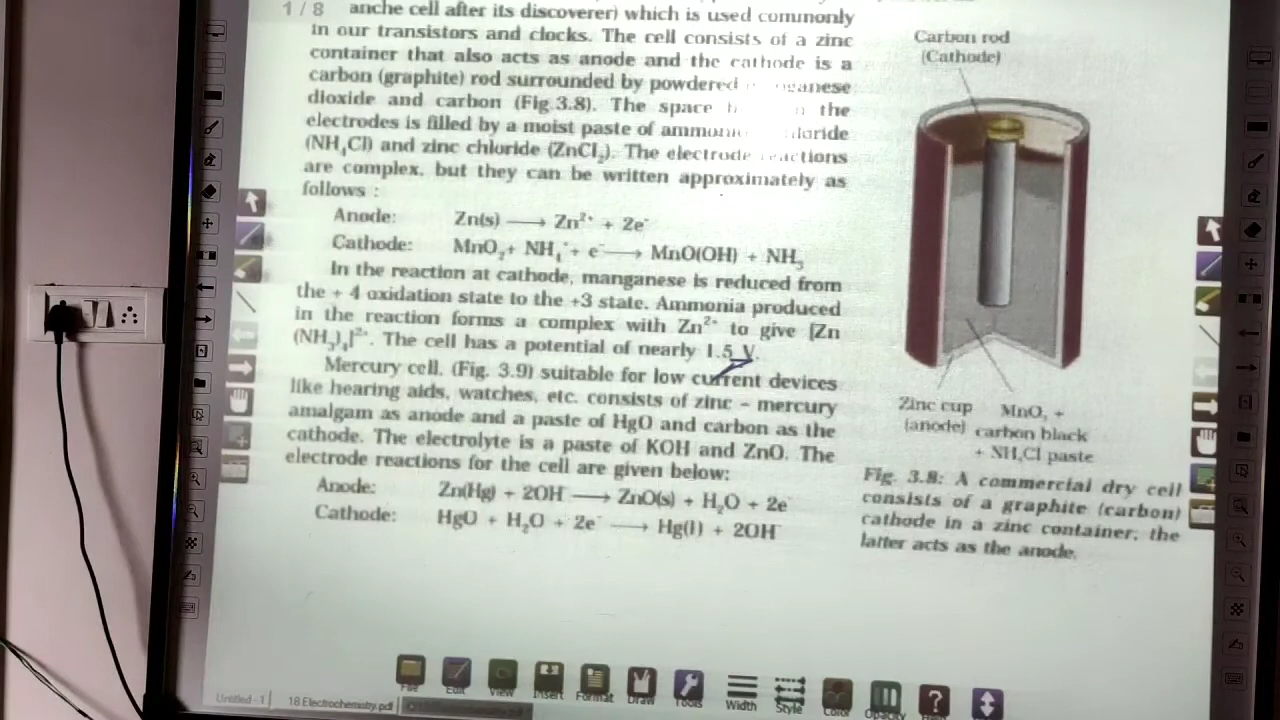 1 / 8
anche cell after its discoverer) which is used commonly
in our transistors and clocks. The cell consists of a zinc
container that also acts as anode and the cathode is a
carbon (graphite) rod surrounded by powdered
dioxide and carbon (Fig.3.8). The space the
electrodes is filled by a moist paste of
(NH₄Cl) and zinc chloride (ZnCl₂). The electrode
are complex, but they can be written approximately as
follows :
Anode: Zn(s) ⟶ Zn²⁺ + 2e⁻
Cathode: MnO₂ + NH₄⁺ + e⁻ ⟶ MnO(OH) + NH₃
In the reaction at cathode, manganese is reduced from
the + 4 oxidation state to the +3 state. Ammonia produced
in the reaction forms a complex with Zn²⁺ to give [Zn
(NH₃)₄]²⁺. The cell has a potential of nearly 1.5 V.
Mercury cell, (Fig. 3.9) suitable for low current devices
like hearing aids, watches, etc. consists of zinc – mercury
amalgam as anode and a paste of HgO and carbon as the
cathode. The electrolyte is a paste of KOH and ZnO. The
electrode reactions for the cell are given below:
Anode: Zn(Hg) + 2OH⁻ ⟶ ZnO(s) + H₂O + 2e⁻
Cathode: HgO + H₂O + 2e⁻ ⟶ Hg(l) + 2OH⁻
Carbon rod
(Cathode)
Zinc cup
(anode)
MnO₂ +
carbon black
+ NH₄Cl paste
Fig. 3.8: A commercial dry cell
consists of a graphite (carbon)
cathode in a zinc container; the
latter acts as the anode.
File Edit View Insert Format Draw Tools Width Style Color Opacity
Untitled - 1 18 Electrochemistry.pdf